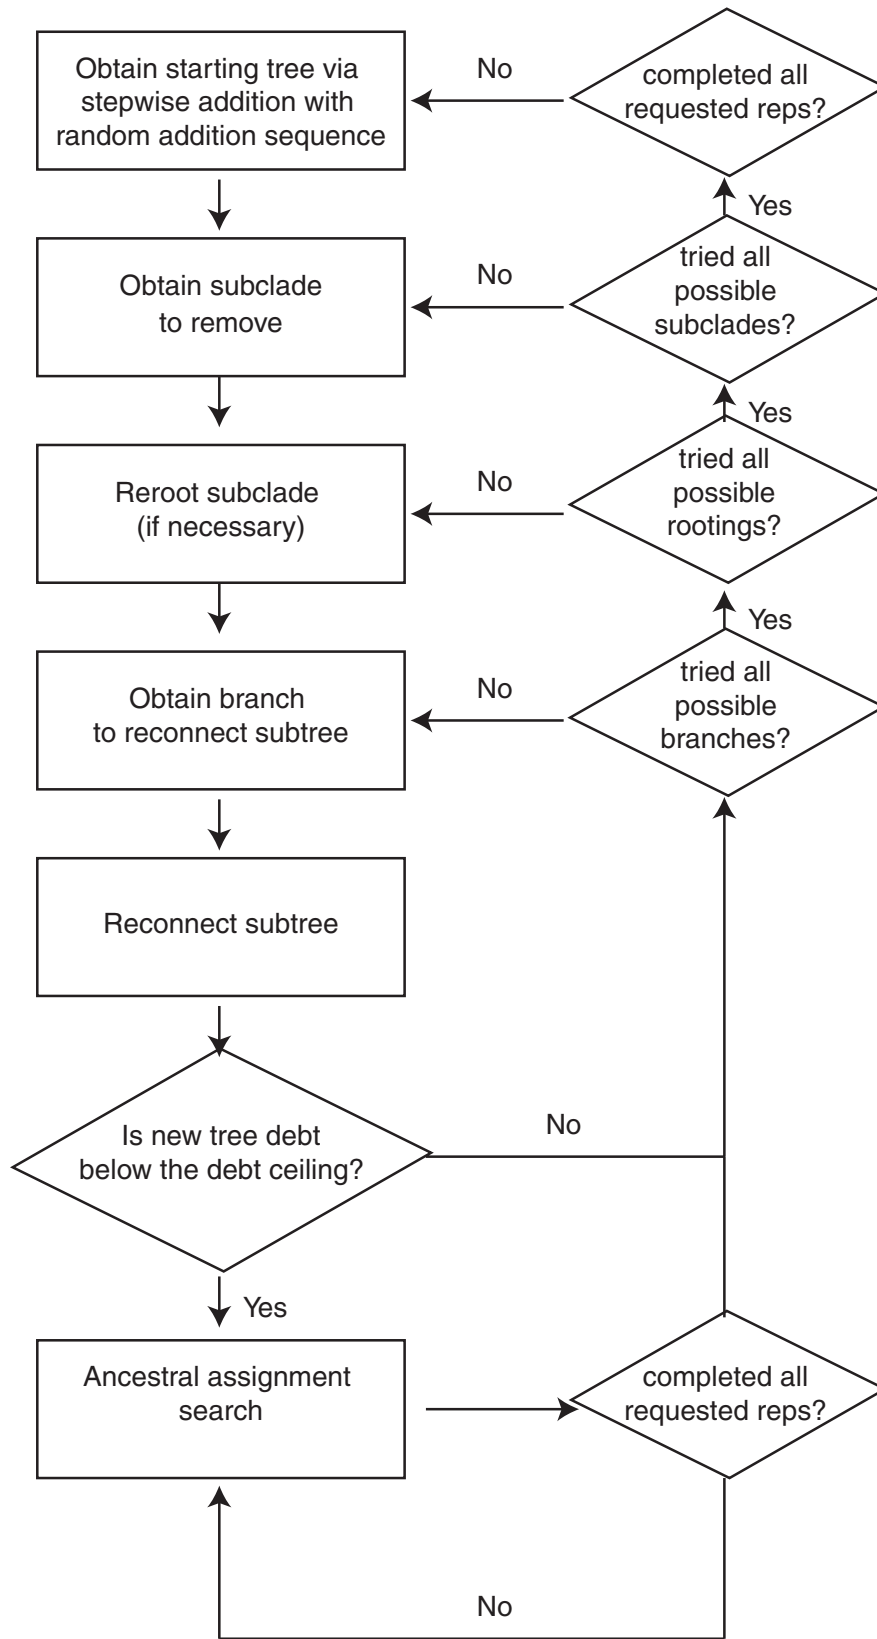 Obtain starting tree via
stepwise addition with
random addition sequence
No
completed all
requested reps?
Yes
Obtain subclade
to remove
No
tried all
possible
subclades?
Yes
Reroot subclade
(if necessary)
No
tried all
possible
rootings?
Yes
Obtain branch
to reconnect subtree
No
tried all
possible
branches?
Reconnect subtree
Is new tree debt
below the debt ceiling?
No
Yes
Ancestral assignment
search
completed all
requested reps?
No